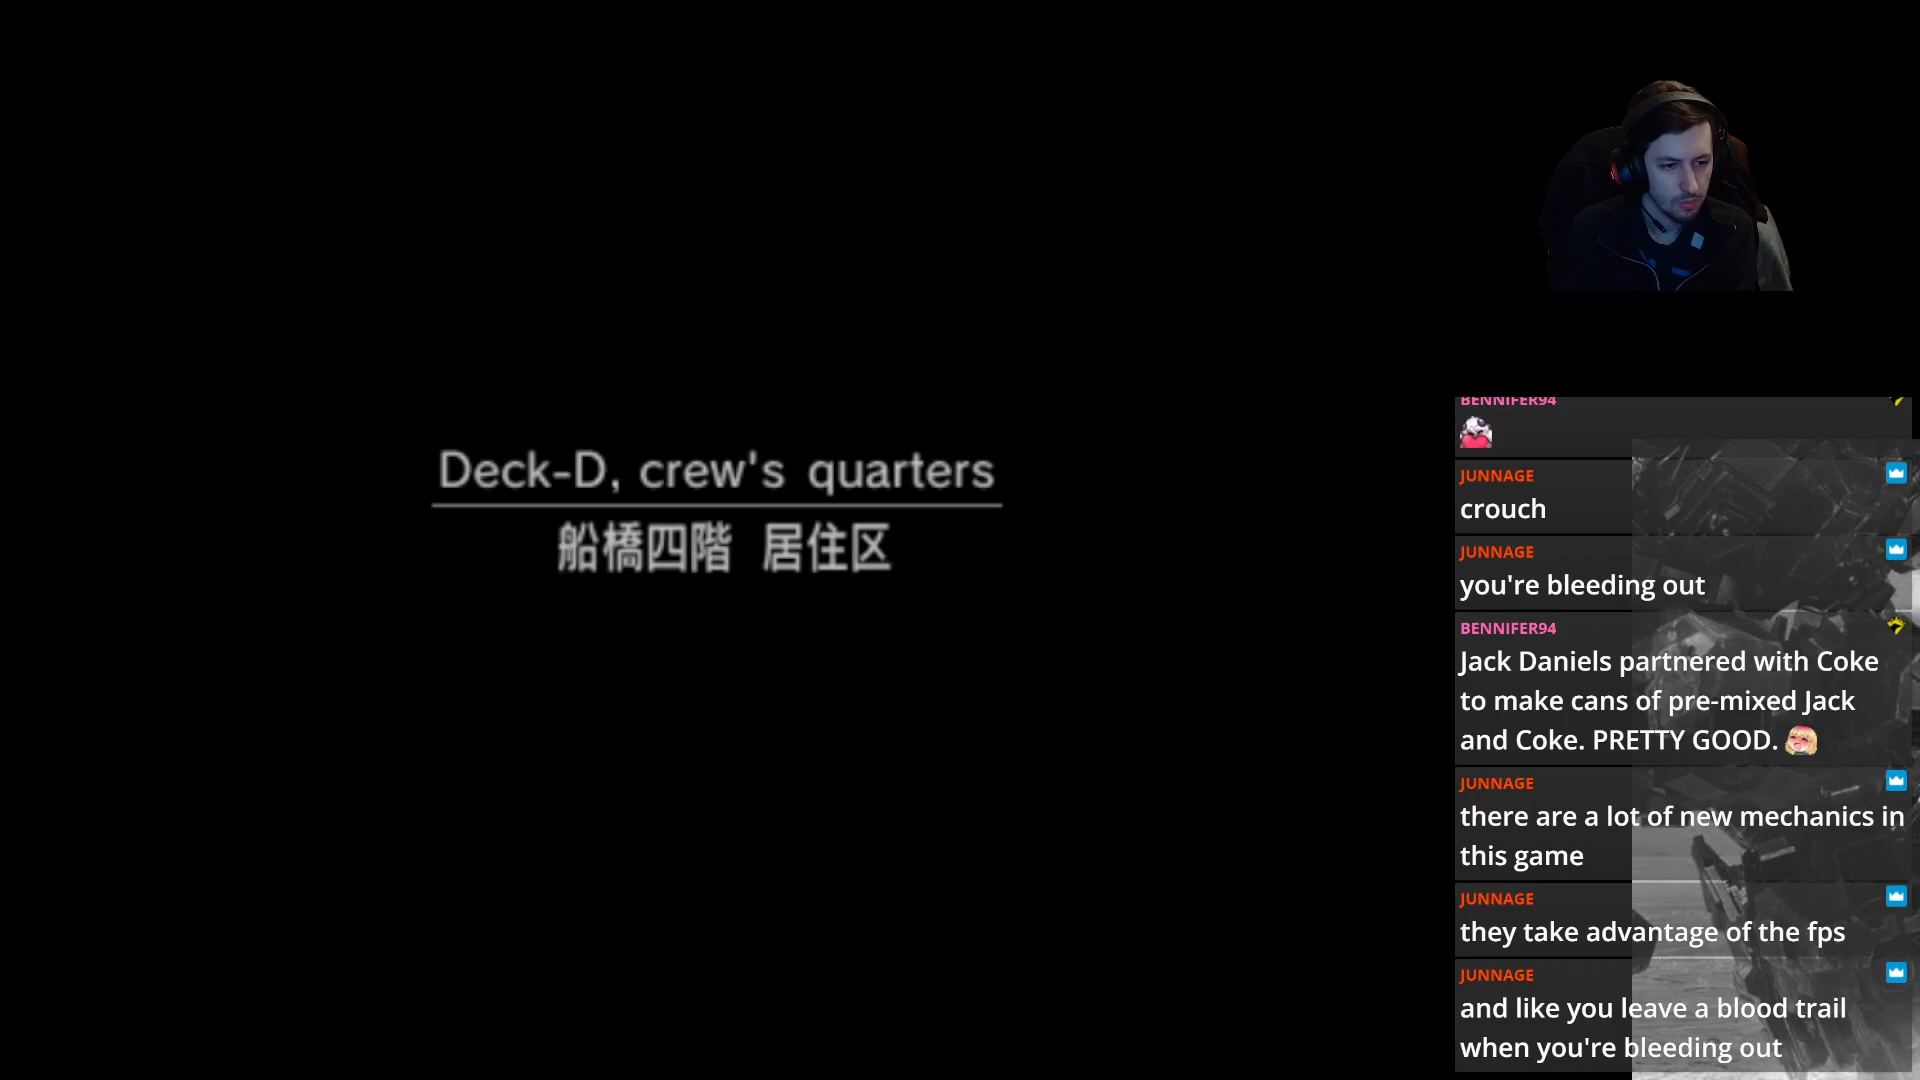 Deck-D, crew's quarters
船橋四階 居住区
BENNIFER94
JUNNAGE
crouch
JUNNAGE
you're bleeding out
BENNIFER94
Jack Daniels partnered with Coke
to make cans of pre-mixed Jack
and Coke. PRETTY GOOD.
JUNNAGE
there are a lot of new mechanics in
this game
JUNNAGE
they take advantage of the fps
JUNNAGE
and like you leave a blood trail
when you're bleeding out